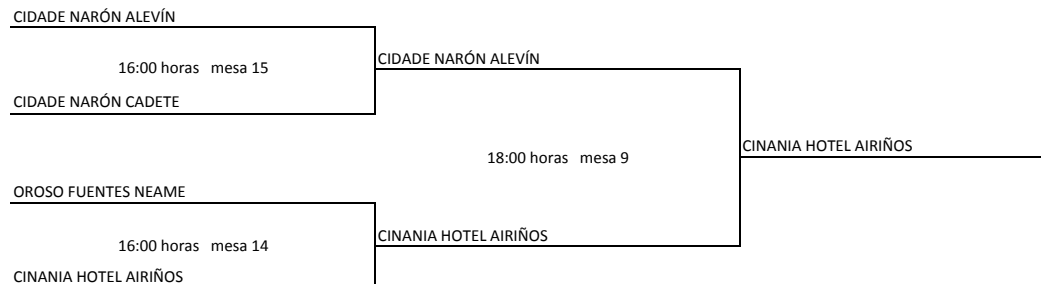 CIDADE NARÓN ALEVÍN
16:00 horas mesa 15
CIDADE NARÓN ALEVÍN
CIDADE NARÓN CADETE
18:00 horas mesa 9
CINANIA HOTEL AIRIÑOS
OROSO FUENTES NEAME
16:00 horas mesa 14
CINANIA HOTEL AIRIÑOS
CINANIA HOTEL AIRIÑOS